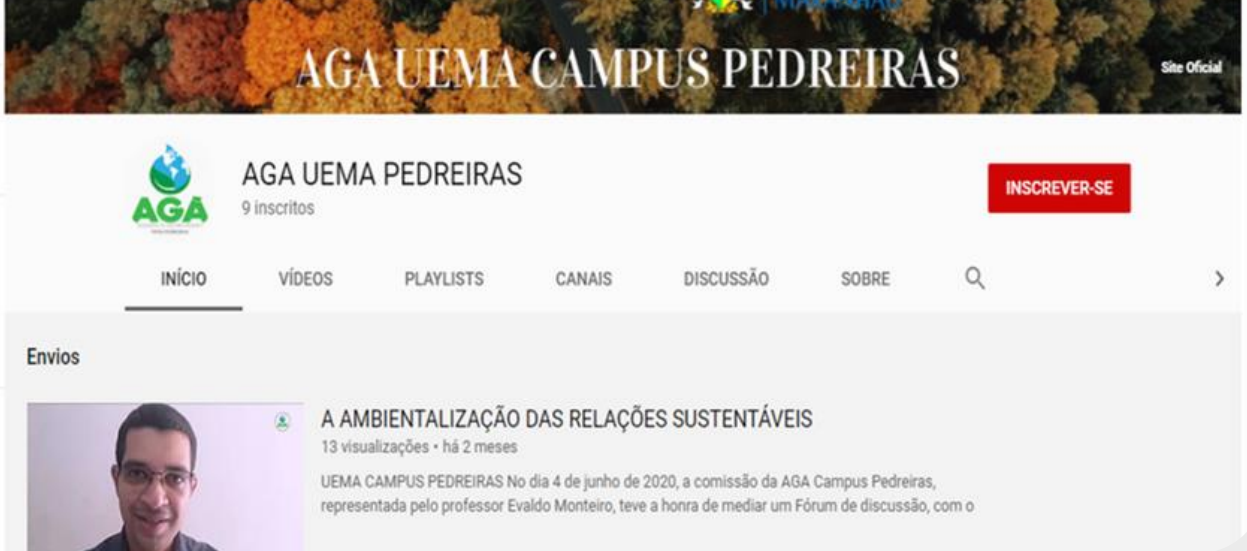 MARANHÃO
AGA UEMA CAMPUS PEDREIRAS
Site Oficial
AGA
AGA UEMA PEDREIRAS
9 inscritos
INSCREVER-SE
INÍCIO VÍDEOS PLAYLISTS CANAIS DISCUSSÃO SOBRE
Envios
A AMBIENTALIZAÇÃO DAS RELAÇÕES SUSTENTÁVEIS
13 visualizações • há 2 meses
UEMA CAMPUS PEDREIRAS No dia 4 de junho de 2020, a comissão da AGA Campus Pedreiras,
representada pelo professor Evaldo Monteiro, teve a honra de mediar um Fórum de discussão, com o